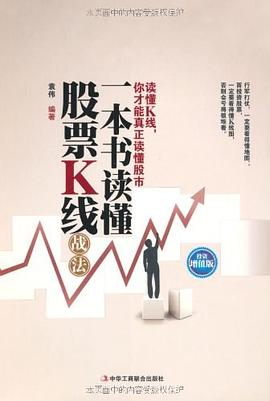 本页面中的内容受版权保护
行军打仗，一定要看得懂地图，
而投资股票，
一定要看得懂K线图，
否则会亏得很难看。
读懂K线，
你才能真正读懂股市
一本书读懂
股票K线
战法
袁伟 编著
投资
增值版
中华工商联合出版社
本页面中的内容受版权保护